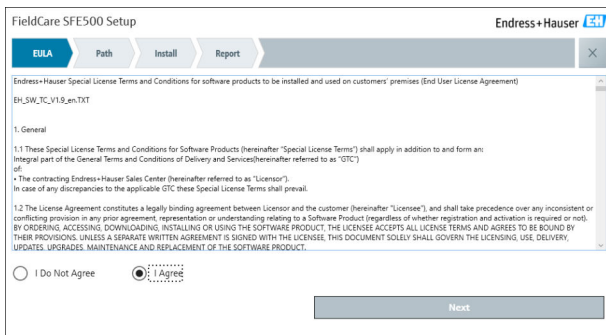 FieldCare SFE500 Setup
Endress+Hauser EH
EULA Path Install Report
Endress+Hauser Special License Terms and Conditions for software products to be installed and used on customers' premises (End User License Agreement)
EH_SW_TC_V1.9_en.TXT
1. General
1.1 These Special License Terms and Conditions for Software Products (hereinafter "Special License Terms") shall apply in addition to and form an:
Integral part of the General Terms and Conditions of Delivery and Services(hereinafter referred to as "GTC")
of:
• The contracting Endress+Hauser Sales Center (hereinafter referred to as "Licensor").
In case of any discrepancies to the applicable GTC these Special License Terms shall prevail.
1.2 The License Agreement constitutes a legally binding agreement between Licensor and the customer (hereinafter "Licensee"), and shall take precedence over any inconsistent or
conflicting provision in any prior agreement, representation or understanding relating to a Software Product (regardless of whether registration and activation is required or not).
BY ORDERING, ACCESSING, DOWNLOADING, INSTALLING OR USING THE SOFTWARE PRODUCT, THE LICENSEE ACCEPTS ALL LICENSE TERMS AND AGREES TO BE BOUND BY
THEIR PROVISIONS. UNLESS A SEPARATE WRITTEN AGREEMENT IS SIGNED WITH THE LICENSEE, THIS DOCUMENT SOLELY SHALL GOVERN THE LICENSING, USE, DELIVERY,
UPDATES, UPGRADES, MAINTENANCE AND REPLACEMENT OF THE SOFTWARE PRODUCT.
I Do Not Agree I Agree
Next